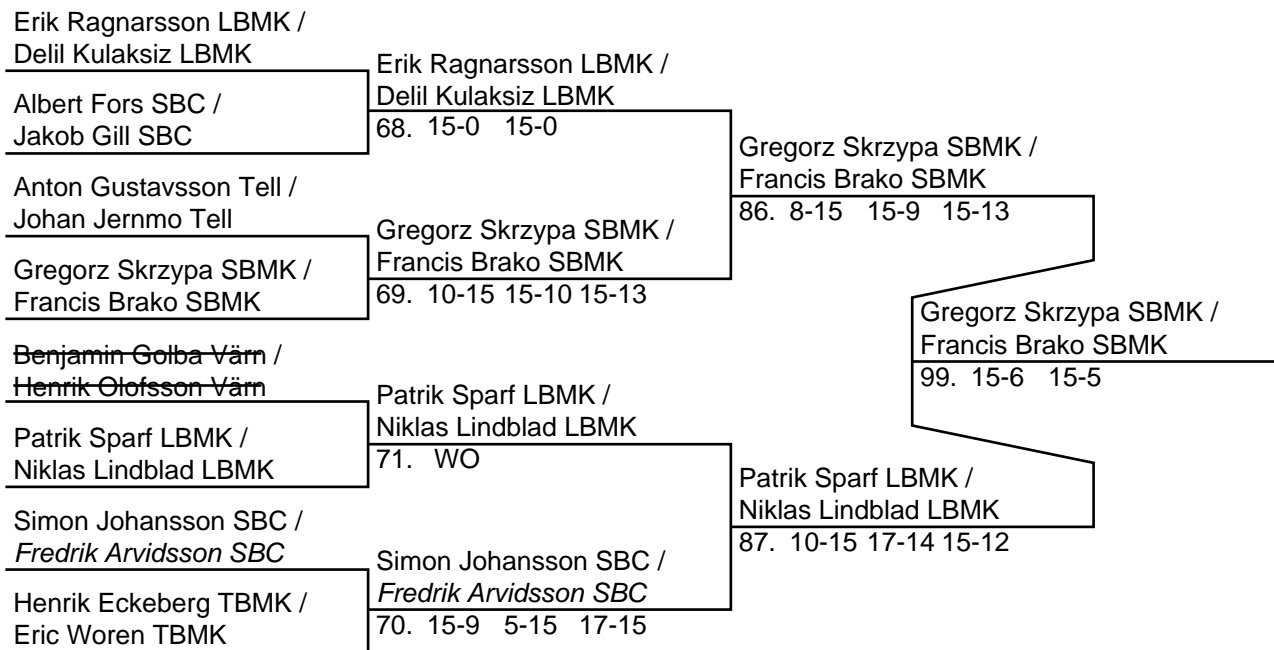 Erik Ragnarsson LBMK /
Delil Kulaksiz LBMK
Albert Fors SBC /
Jakob Gill SBC
Anton Gustavsson Tell /
Johan Jernmo Tell
Gregorz Skrzypa SBMK /
Francis Brako SBMK
Benjamin Golba Värn /
Henrik Olofsson Värn
Patrik Sparf LBMK /
Niklas Lindblad LBMK
Simon Johansson SBC /
Fredrik Arvidsson SBC
Henrik Eckeberg TBMK /
Eric Woren TBMK
Erik Ragnarsson LBMK /
Delil Kulaksiz LBMK
68. 15-0 15-0
Gregorz Skrzypa SBMK /
Francis Brako SBMK
69. 10-15 15-10 15-13
Patrik Sparf LBMK /
Niklas Lindblad LBMK
71. WO
Simon Johansson SBC /
Fredrik Arvidsson SBC
70. 15-9 5-15 17-15
Gregorz Skrzypa SBMK /
Francis Brako SBMK
86. 8-15 15-9 15-13
Patrik Sparf LBMK /
Niklas Lindblad LBMK
87. 10-15 17-14 15-12
Gregorz Skrzypa SBMK /
Francis Brako SBMK
99. 15-6 15-5